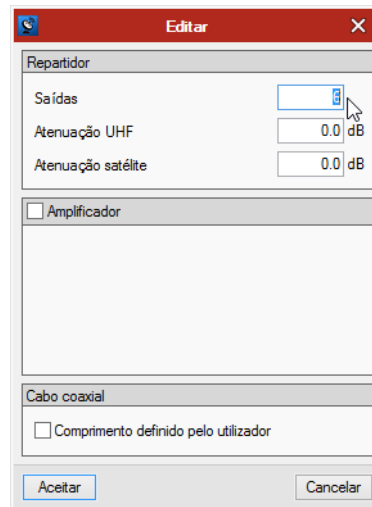 Editar
Repartidor
Saídas 6
Atenuação UHF 0.0 dB
Atenuação satélite 0.0 dB
Amplificador
Cabo coaxial
Comprimento definido pelo utilizador
Aceitar Cancelar